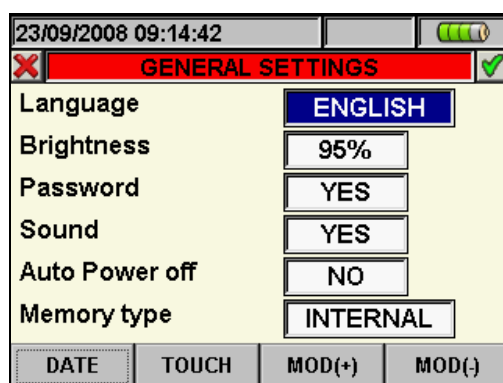 23/09/2008 09:14:42
GENERAL SETTINGS
Language ENGLISH
Brightness 95%
Password YES
Sound YES
Auto Power off NO
Memory type INTERNAL
DATE TOUCH MOD(+) MOD(-)